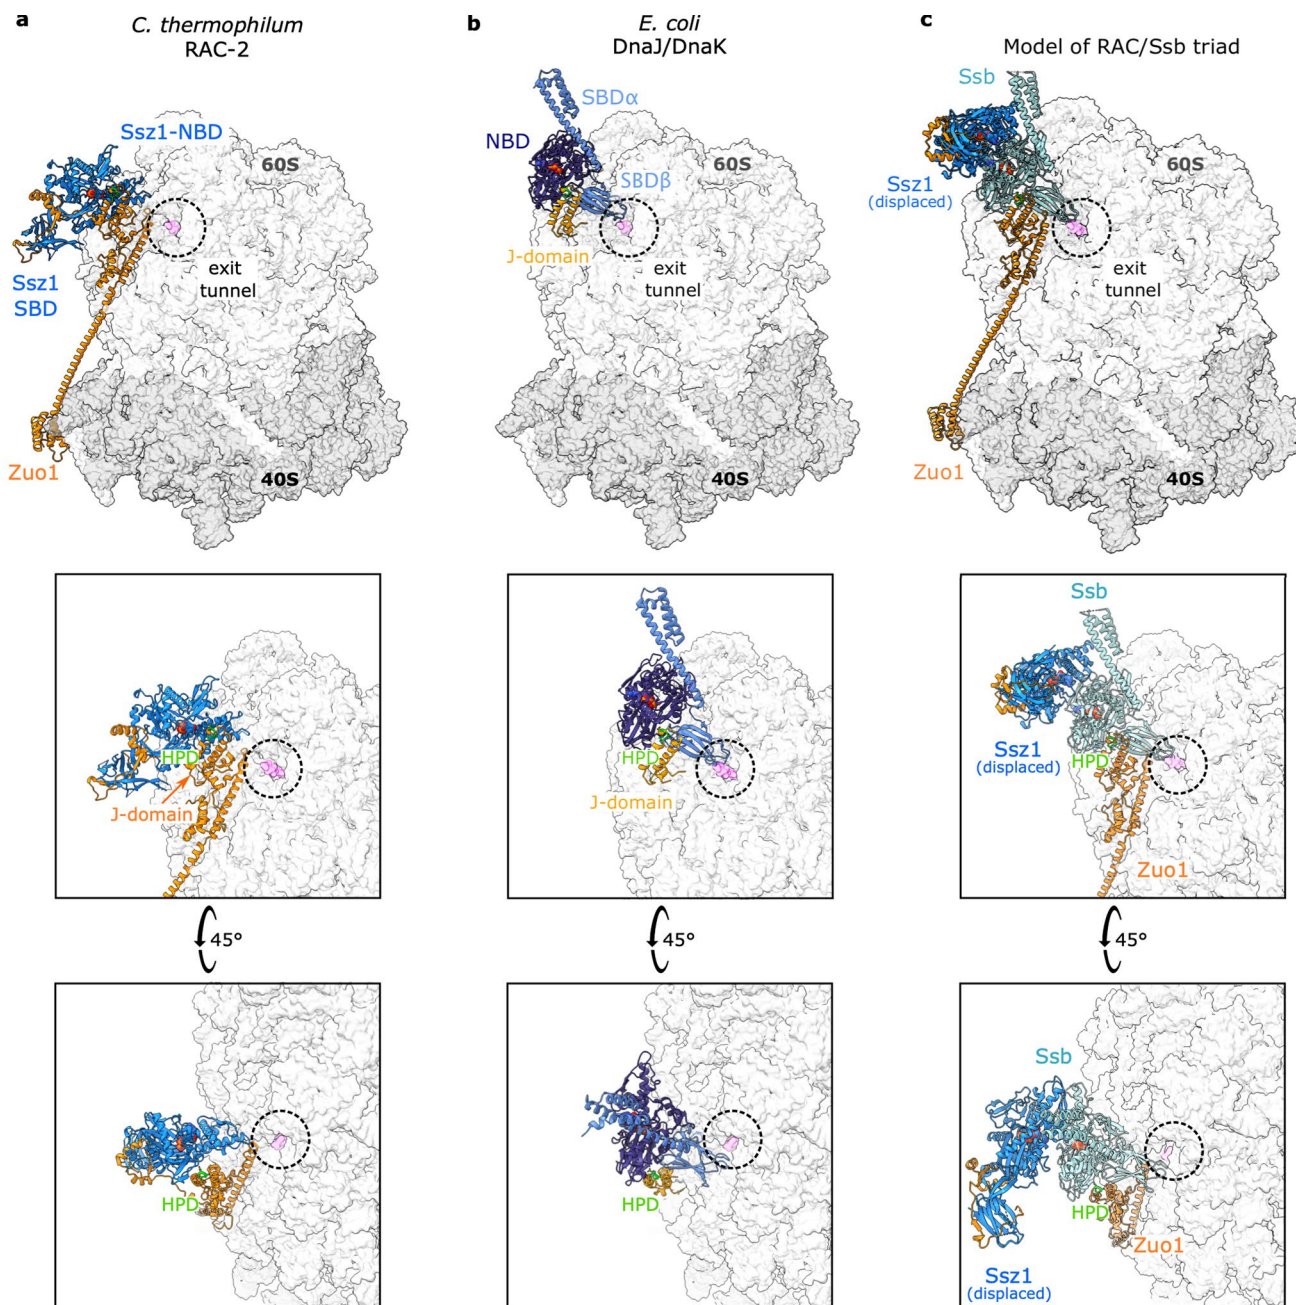 a
C. thermophilum
RAC-2
Ssz1-NBD
60S
exit
tunnel
Ssz1
SBD
Zuo1
40S
HPD
J-domain
45°
HPD
b
E. coli
DnaJ/DnaK
SBDα
NBD
60S
SBDβ
J-domain
exit
tunnel
40S
HPD
J-domain
45°
HPD
c
Model of RAC/Ssb triad
Ssb
60S
Ssz1
(displaced)
exit
tunnel
Zuo1
40S
Ssb
Ssz1
(displaced)
HPD
Zuo1
45°
Ssb
HPD
Zuo1
Ssz1
(displaced)